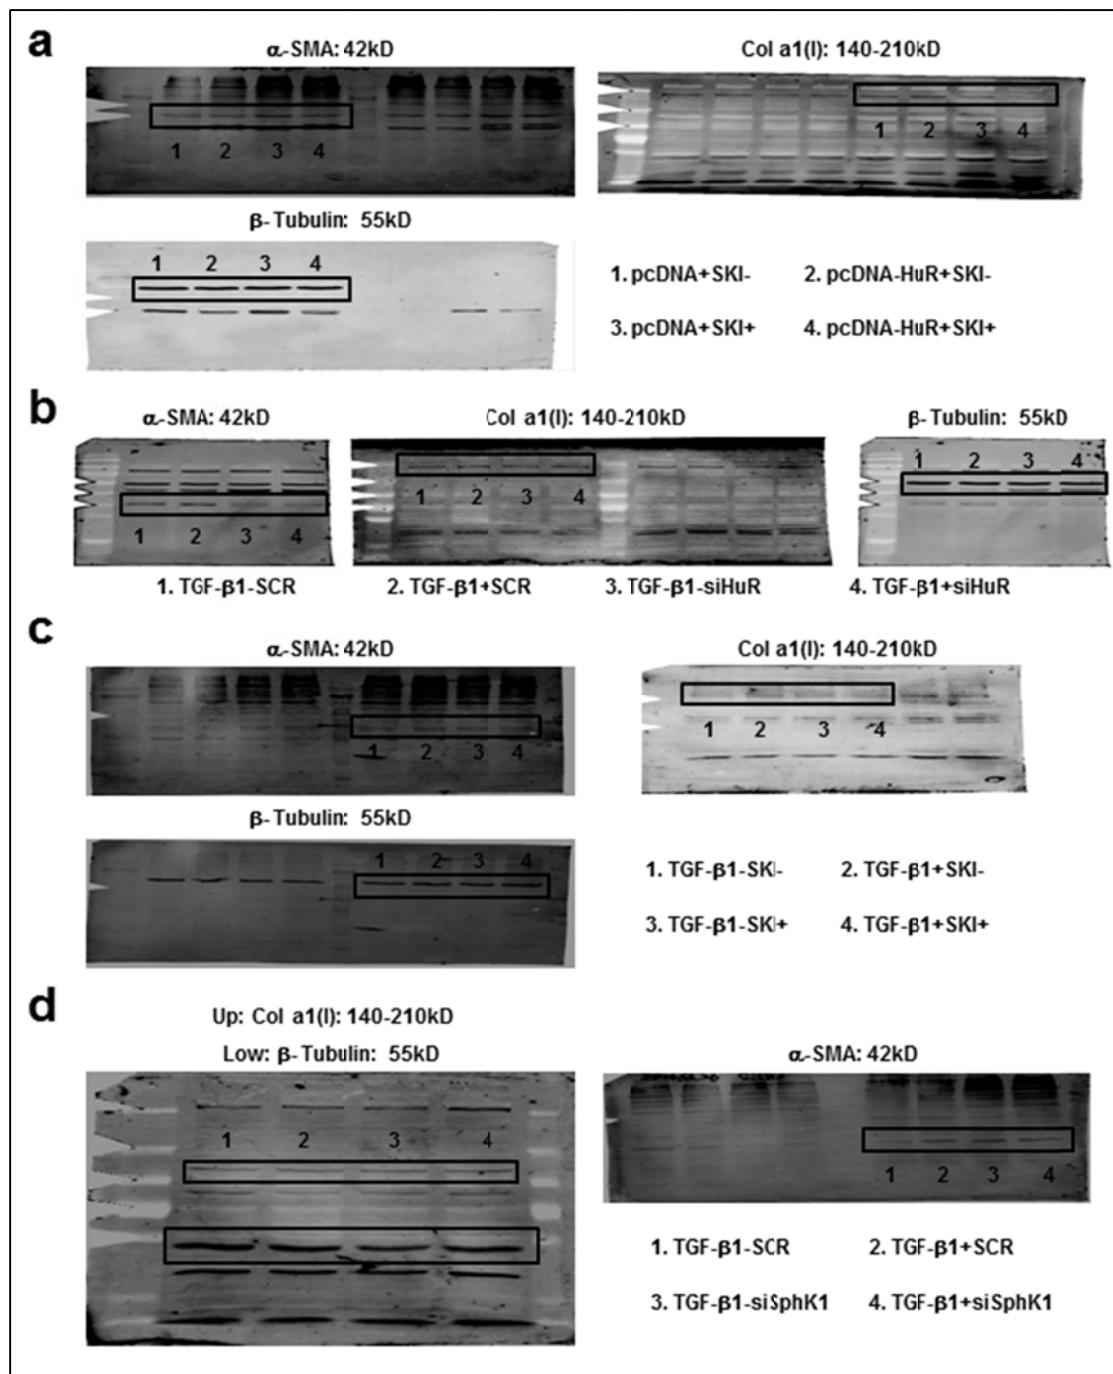 a
α-SMA: 42kD
Col a1(I): 140-210kD
1 2 3 4
1 2 3 4
β- Tubulin: 55kD
1 2 3 4
1. pcDNA+SKI- 2. pcDNA-HuR+SKI-
3. pcDNA+SKI+ 4. pcDNA-HuR+SKI+
b
α-SMA: 42kD
Col a1(I): 140-210kD
β-Tubulin: 55kD
1 2 3 4
1 2 3 4
1 2 3 4
1. TGF-β1-SCR 2. TGF-β1+SCR 3. TGF-β1-siHuR 4. TGF-β1+siHuR
c
α-SMA: 42kD
Col a1(I): 140-210kD
1 2 3 4
1 2 3 4
β-Tubulin: 55kD
1 2 3 4
1. TGF-β1-SKI- 2. TGF-β1+SKI-
3. TGF-β1-SKI+ 4. TGF-β1+SKI+
d
Up: Col a1(I): 140-210kD
Low: β-Tubulin: 55kD
α-SMA: 42kD
1 2 3 4
1 2 3 4
1. TGF-β1-SCR 2. TGF-β1+SCR
3. TGF-β1-siSphK1 4. TGF-β1+siSphK1